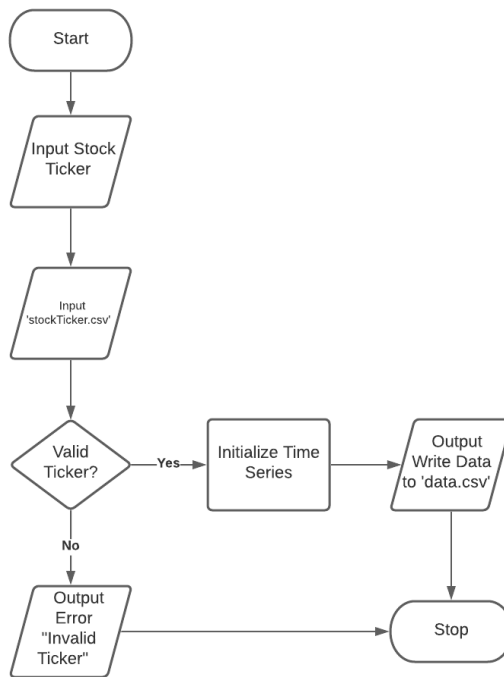 Start
Input Stock
Ticker
Input
'stockTicker.csv'
Valid
Ticker?
Yes
Initialize Time
Series
Output
Write Data
to 'data.csv'
No
Output
Error
"Invalid
Ticker"
Stop